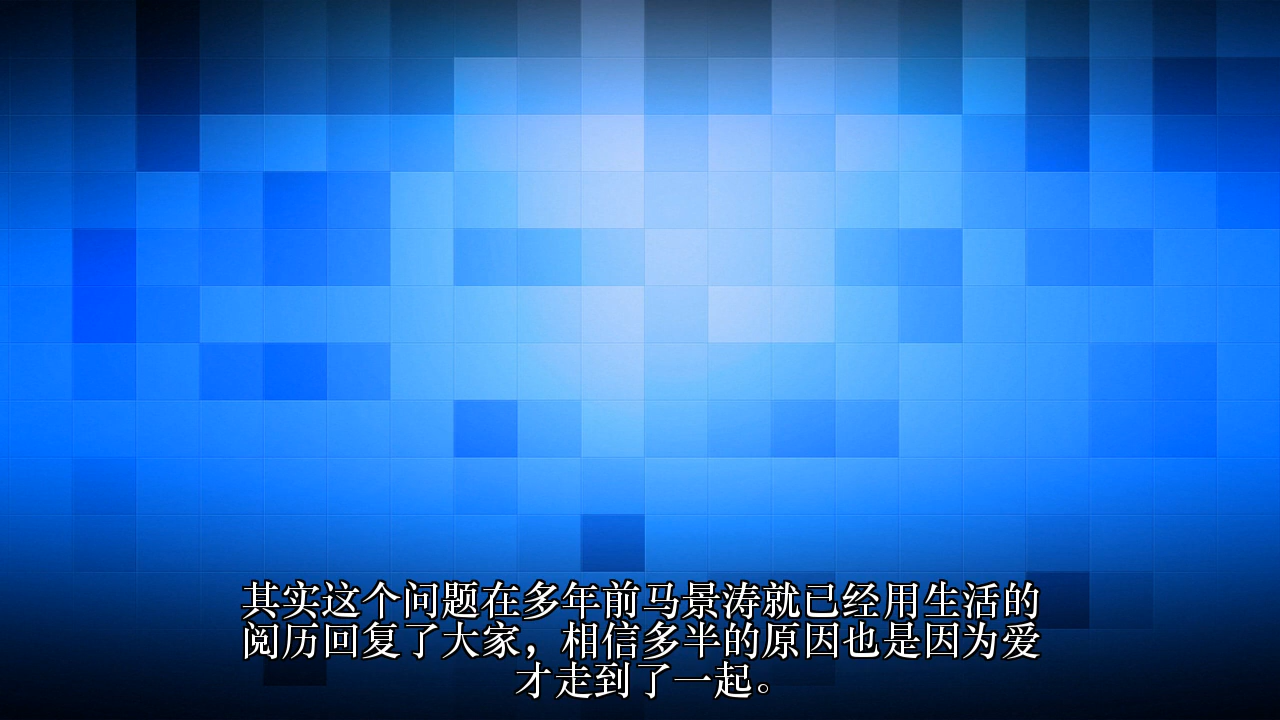 其实这个问题在多年前马景涛就已经用生活的
阅历回复了大家，相信多半的原因也是因为爱
才走到了一起。